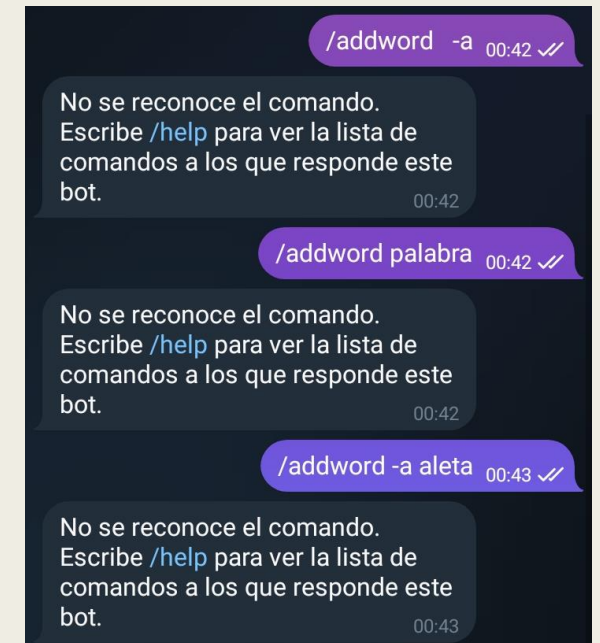 /addword   -a 00:42
No se reconoce el comando.
Escribe /help para ver la lista de
comandos a los que responde este
bot.
00:42
/addword palabra 00:42
No se reconoce el comando.
Escribe /help para ver la lista de
comandos a los que responde este
bot.
00:42
/addword -a aleta 00:43
No se reconoce el comando.
Escribe /help para ver la lista de
comandos a los que responde este
bot.
00:43